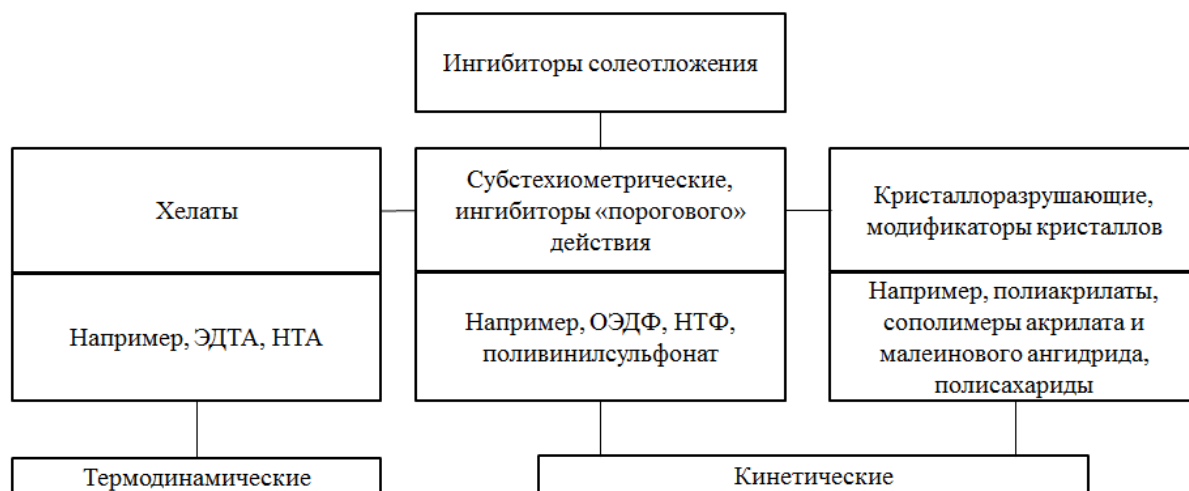 Ингибиторы солеотложения
Хелаты
Субстехиометрические,
ингибиторы «порогового»
действия
Кристаллоразрушающие,
модификаторы кристаллов
Например, ЭДТА, НТА
Например, ОЭДФ, НТФ,
поливинилсульфонат
Например, полиакрилаты,
сополимеры акрилата и
малеинового ангидрида,
полисахариды
Термодинамические
Кинетические